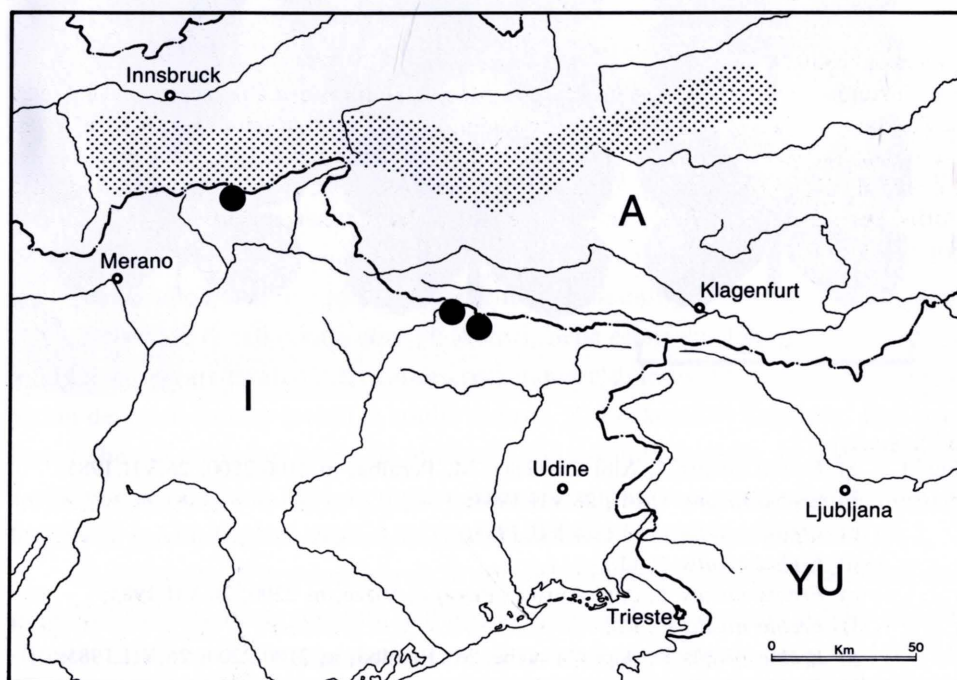 Innsbruck
A
Merano
Klagenfurt
I
Udine
Ljubljana
YU
Trieste
0 Km 50